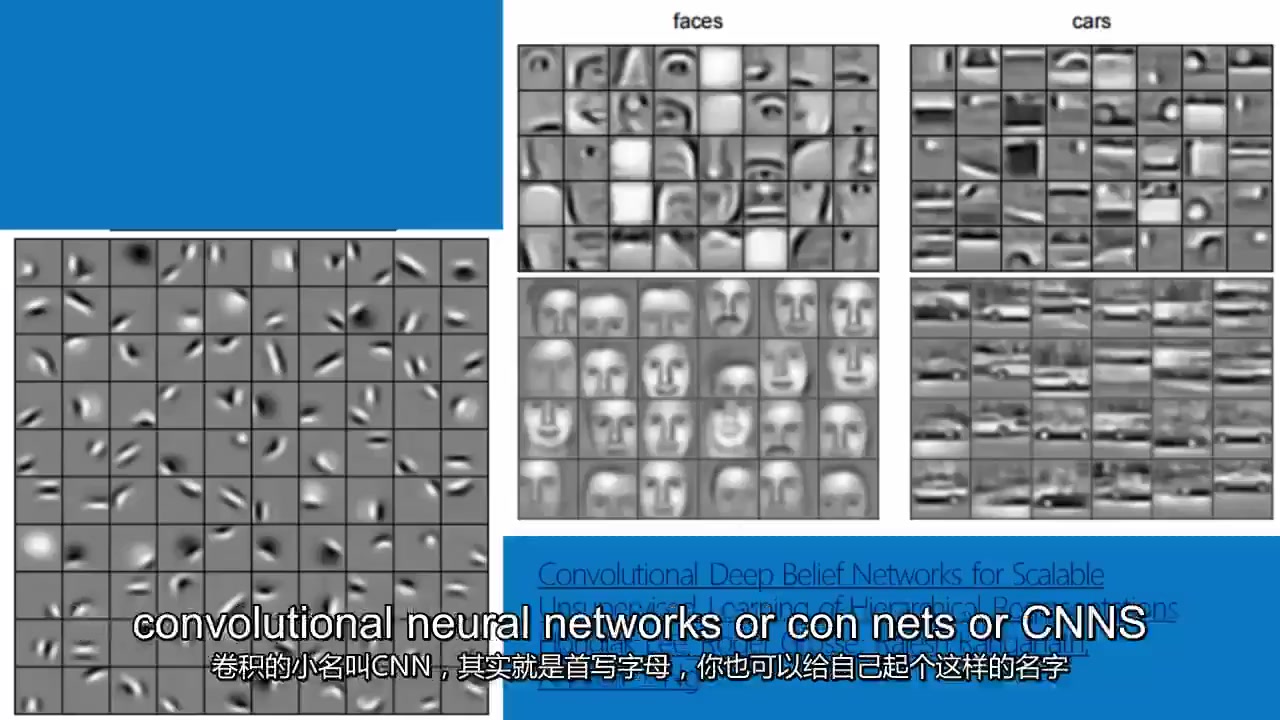 faces
cars
Convolutional Deep Belief Networks for Scalable
Unsupervised Learning of Hierarchical Representations
convolutional neural networks or con nets or CNNS
卷积的小名叫CNN，其实就是首写字母，你也可以给自己起个这样的名字